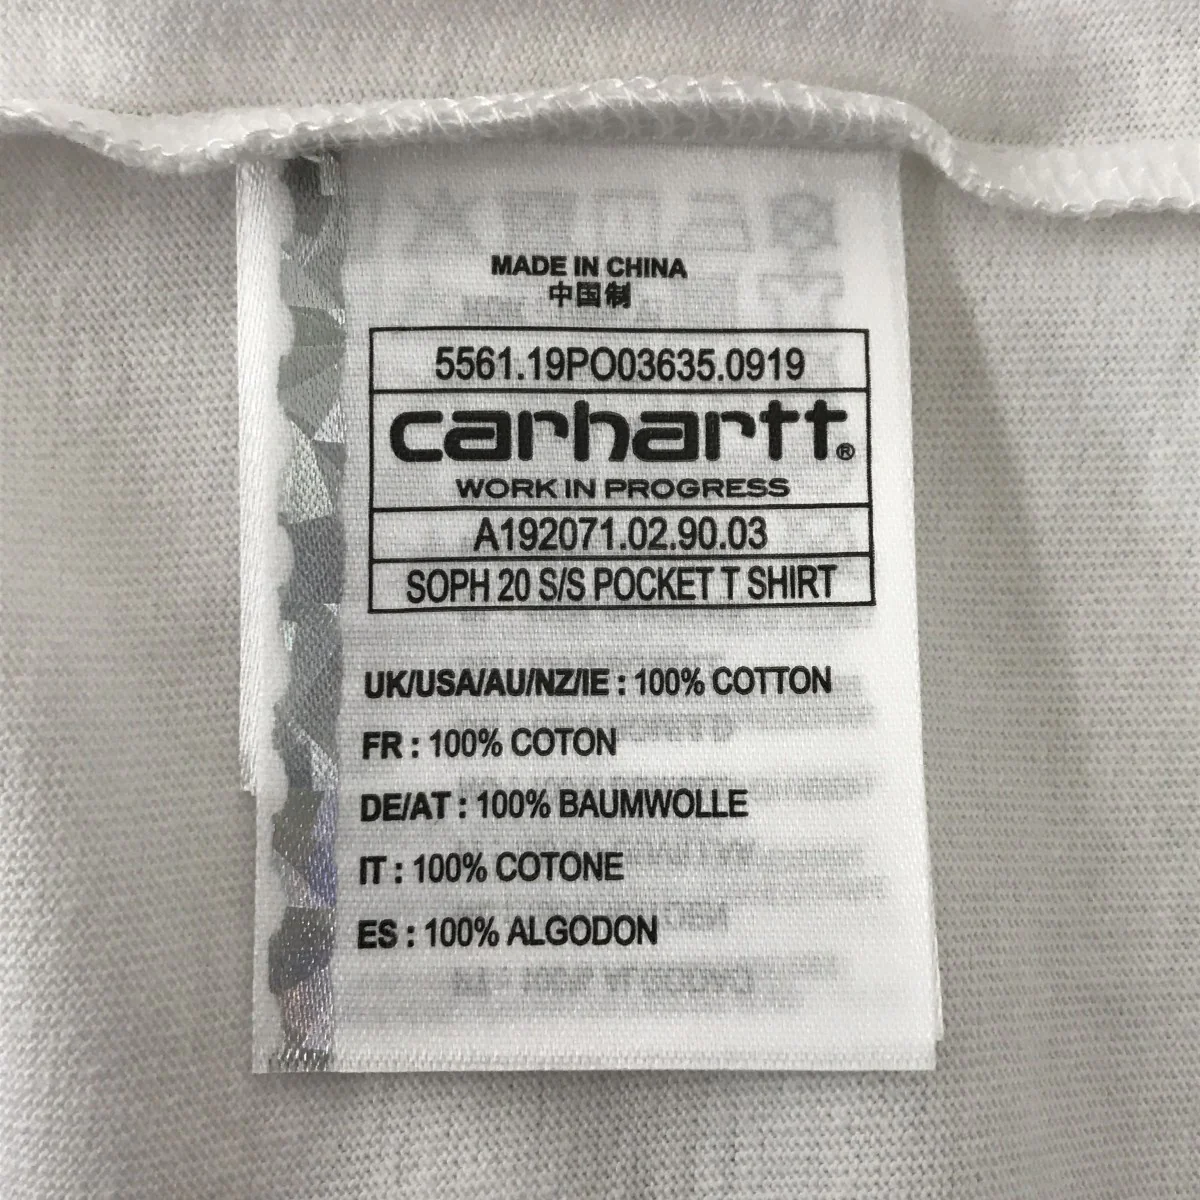 MADE IN CHINA
中国制
5561.19PO03635.0919
carhartt®
WORK IN PROGRESS
A192071.02.90.03
SOPH 20 S/S POCKET T SHIRT
UK/USA/AU/NZ/IE : 100% COTTON
FR : 100% COTON
DE/AT : 100% BAUMWOLLE
IT : 100% COTONE
ES : 100% ALGODON